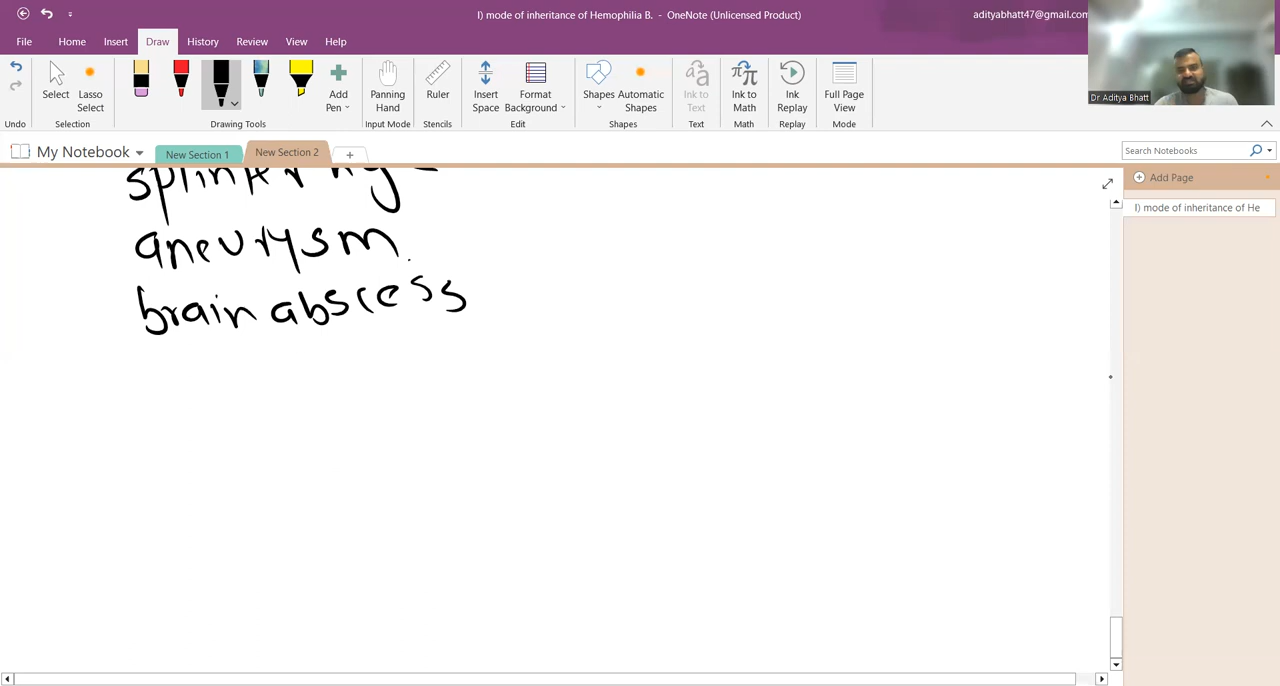 I) mode of inheritance of Hemophilia B. - OneNote (Unlicensed Product)
adityabhatt47@gmail.com
File Home Insert Draw History Review View Help
Dr Aditya Bhatt
Select
Lasso Select
Add Pen
Panning Hand
Ruler
Insert Space
Format Background
Shapes
Automatic Shapes
Ink to Text
Ink to Math
Ink Replay
Full Page View
Undo Selection Drawing Tools Input Mode Stencils Edit Shapes Text Math Replay Mode
My Notebook New Section 1 New Section 2
Search Notebooks
Add Page
I) mode of inheritance of He
splinter
aneurysm
brain abscess